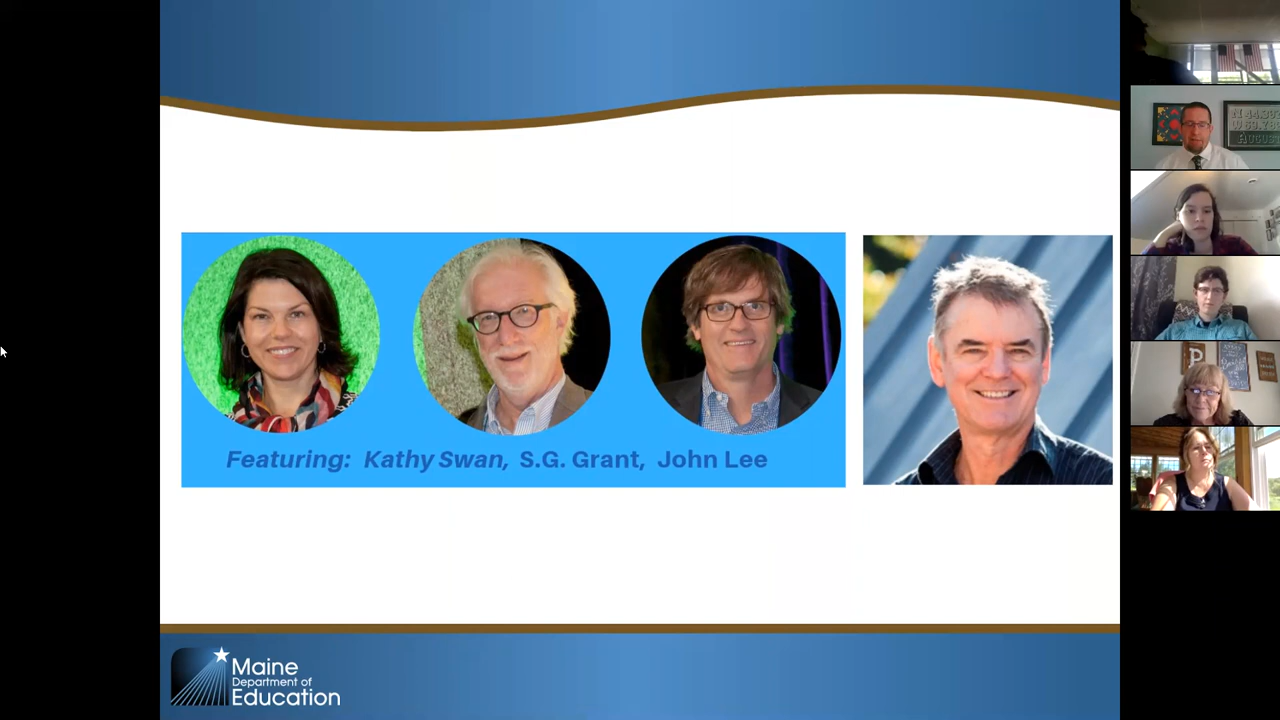 Featuring: Kathy Swan, S.G. Grant, John Lee
Maine
Department of
Education
P